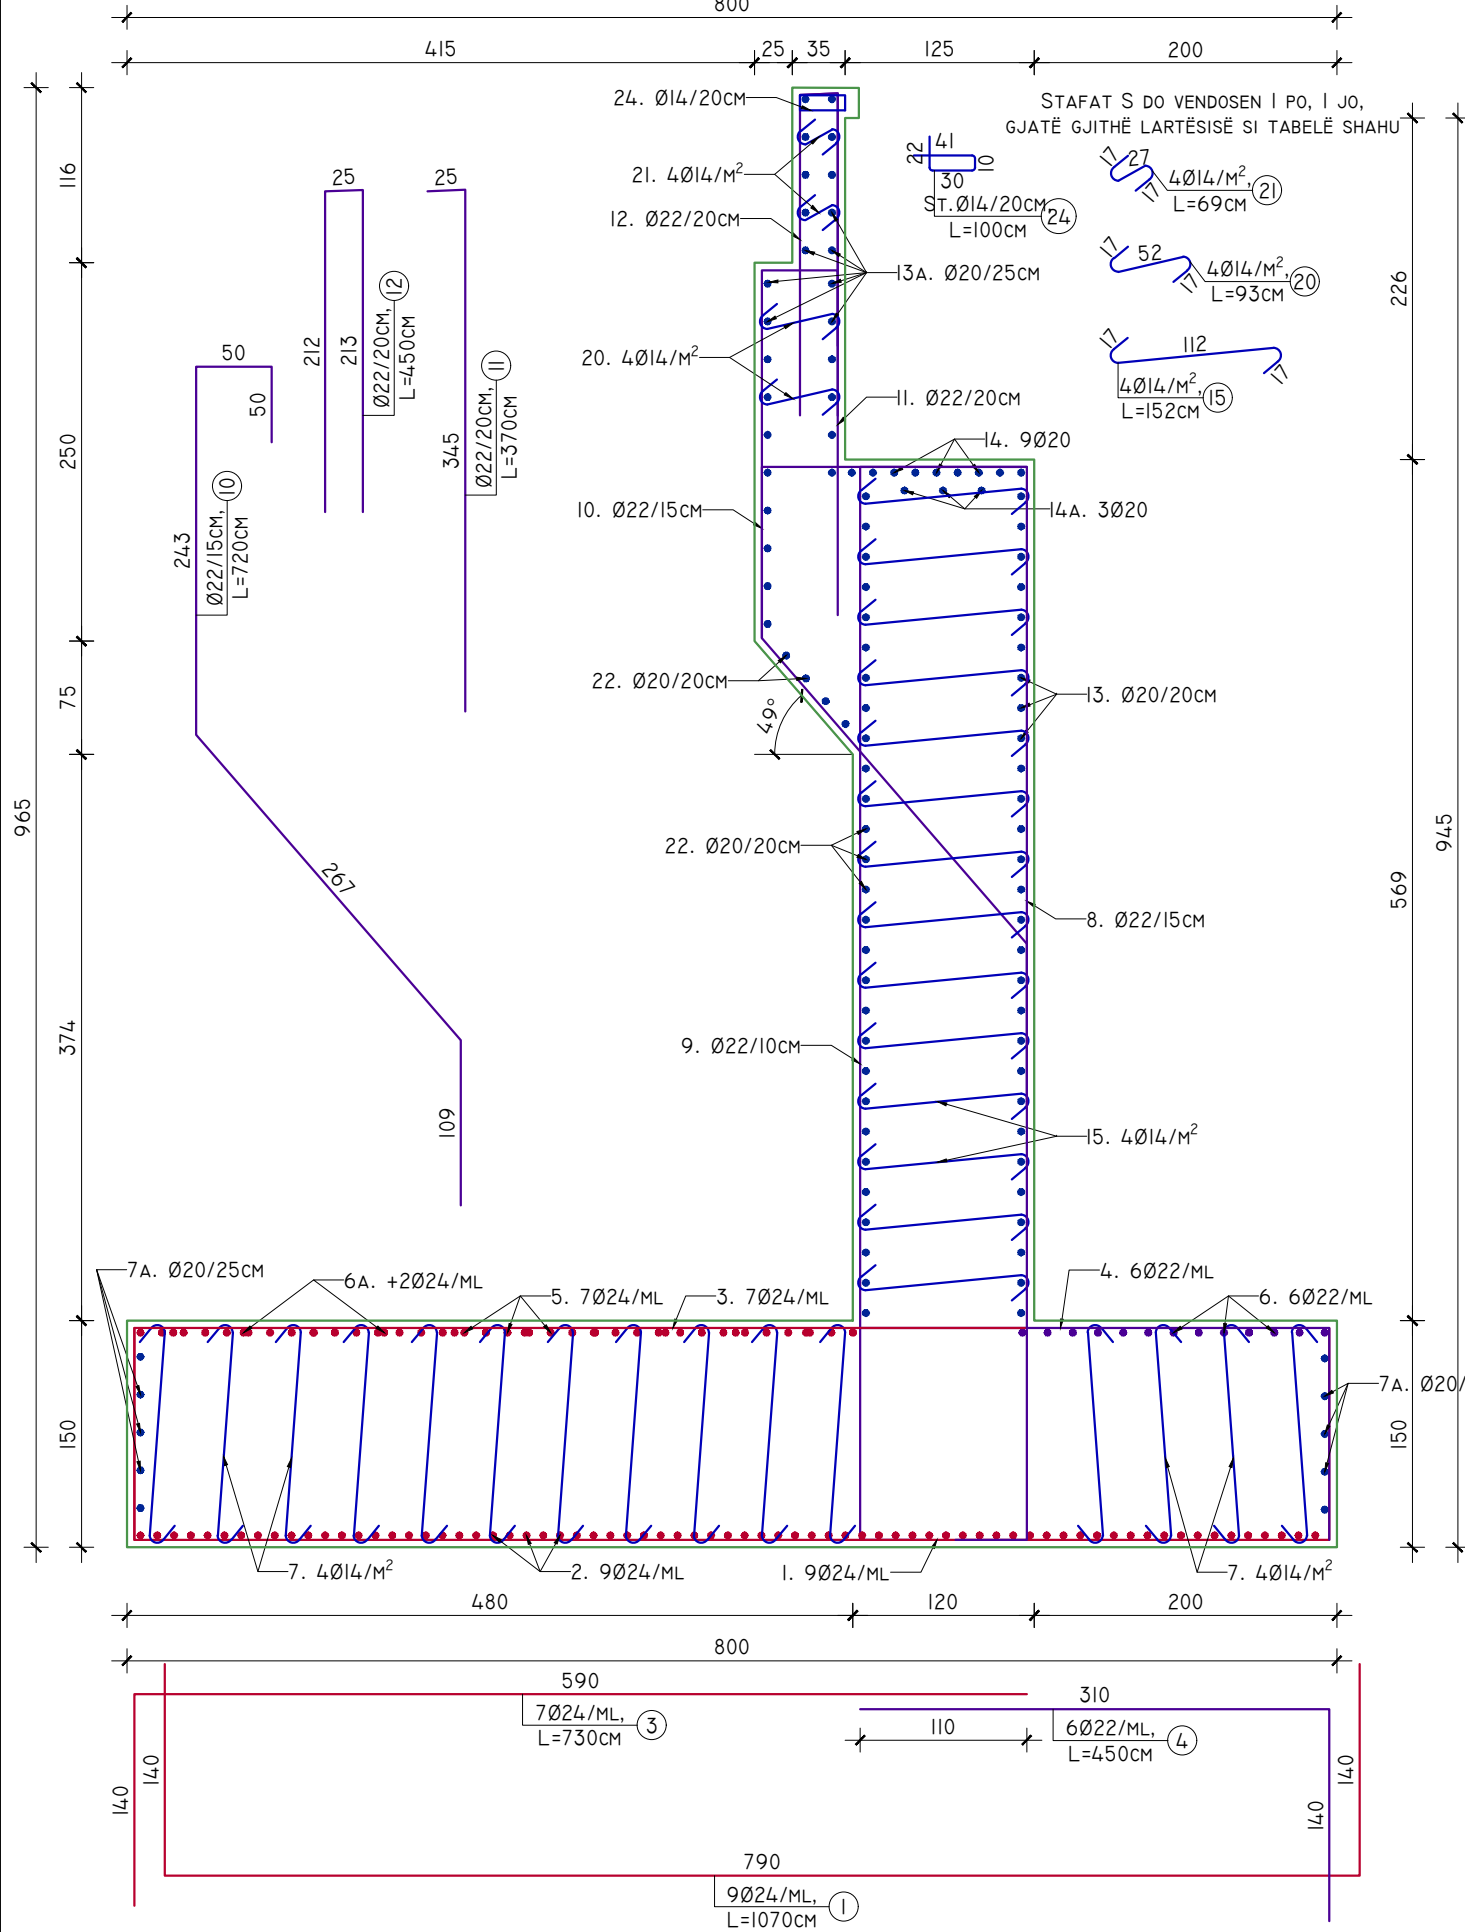 800
415
25
35
125
200
24. Ø14/20CM
STAFAT S DO VENDOSEN 1 PO, 1 JO,
GJATË GJITHË LARTËSISË SI TABELË SHAHU
116
21. 4Ø14/M²
12. Ø22/20CM
13A. Ø20/25CM
22
41
10
30
ST.Ø14/20CM,
L=100CM
24
17
27
17
4Ø14/M²,
L=69CM
21
17
52
17
4Ø14/M²,
L=93CM
20
17
112
17
4Ø14/M²,
L=152CM
15
25
25
212
213
Ø22/20CM,
L=450CM
12
345
Ø22/20CM,
L=370CM
11
50
50
243
Ø22/15CM,
L=720CM
10
267
109
20. 4Ø14/M²
11. Ø22/20CM
14. 9Ø20
14A. 3Ø20
10. Ø22/15CM
250
226
22. Ø20/20CM
49°
13. Ø20/20CM
75
965
945
22. Ø20/20CM
8. Ø22/15CM
569
374
9. Ø22/10CM
15. 4Ø14/M²
7A. Ø20/25CM
6A. +2Ø24/ML
5. 7Ø24/ML
3. 7Ø24/ML
4. 6Ø22/ML
6. 6Ø22/ML
7A. Ø20/
150
150
7. 4Ø14/M²
2. 9Ø24/ML
1. 9Ø24/ML
7. 4Ø14/M²
480
120
200
800
590
7Ø24/ML,
L=730CM
3
310
110
6Ø22/ML,
L=450CM
4
140
140
140
140
790
9Ø24/ML,
L=1070CM
1